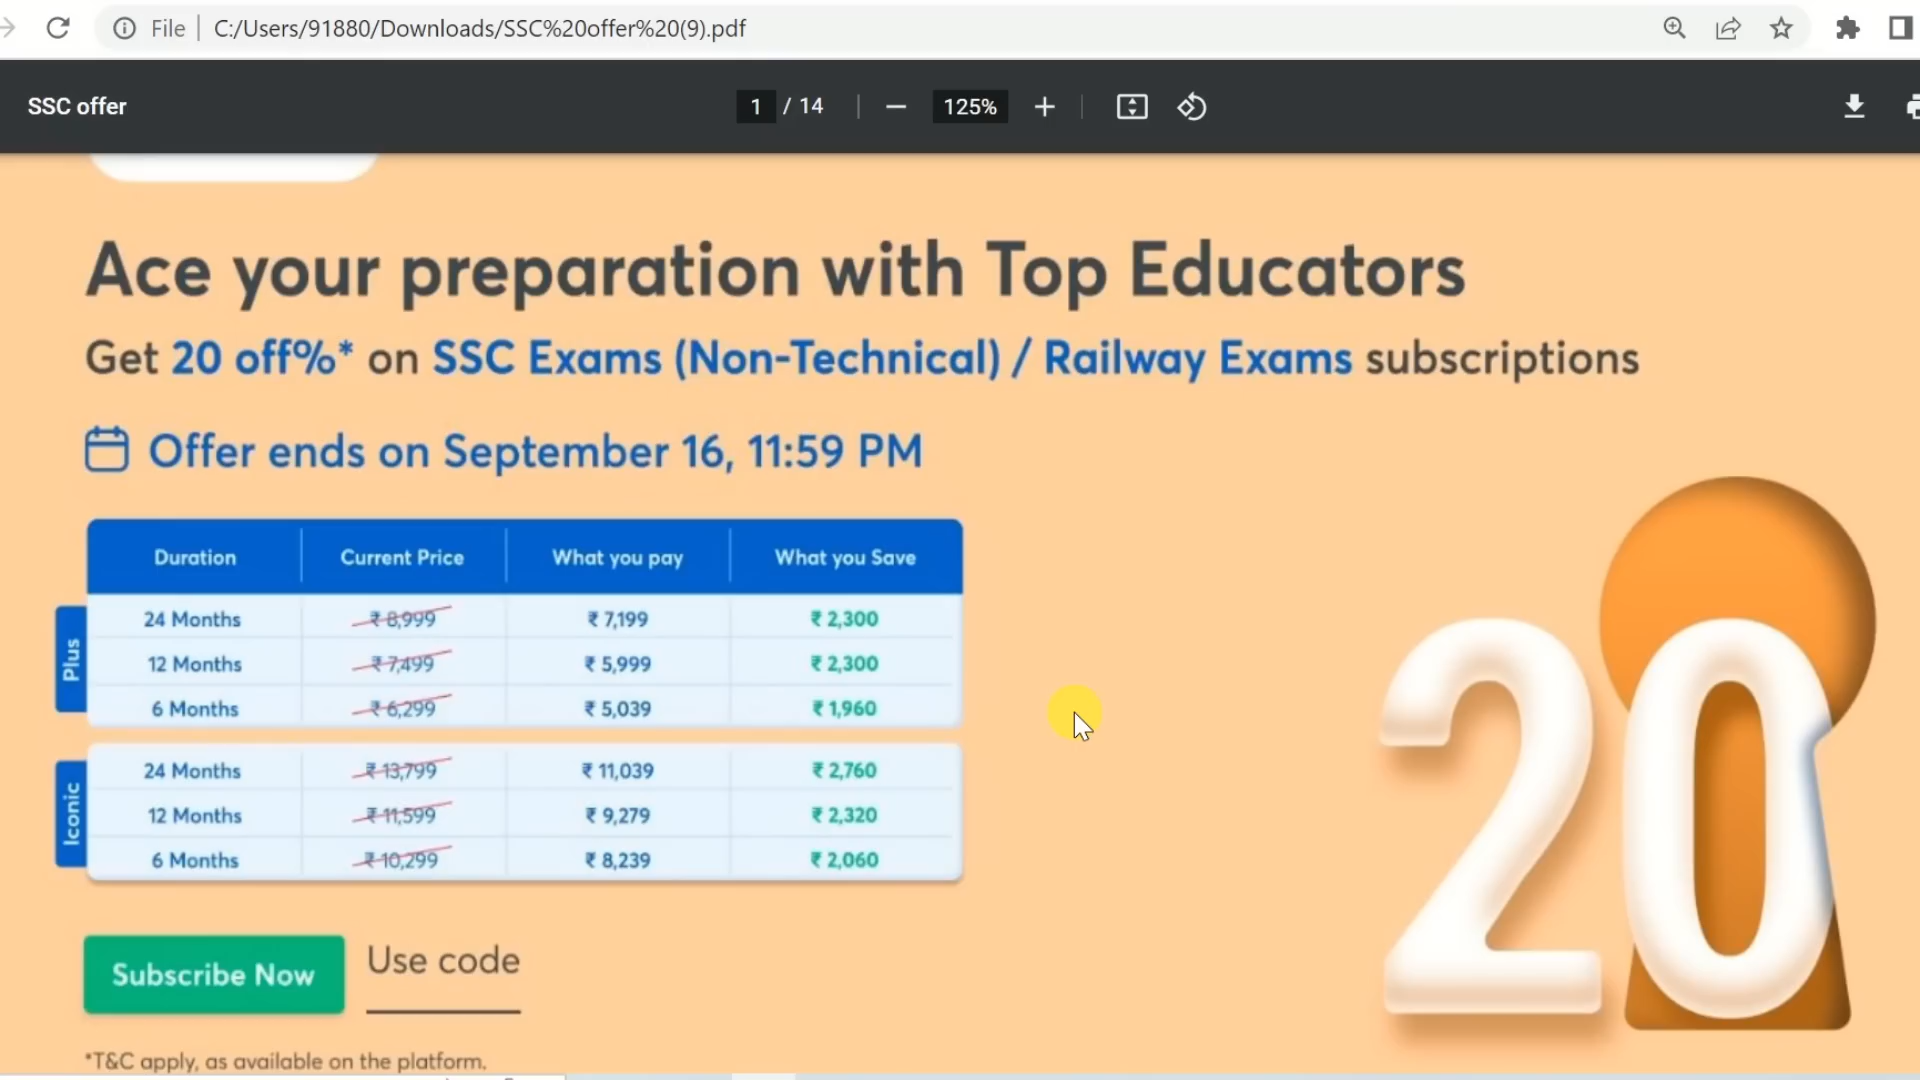 File
C:/Users/91880/Downloads/SSC%20offer%20(9).pdf
SSC offer
1 / 14
125%
Ace your preparation with Top Educators
Get 20 off%* on SSC Exams (Non-Technical) / Railway Exams subscriptions
Offer ends on September 16, 11:59 PM
Duration Current Price What you pay What you Save
Plus
24 Months ₹ 8,999 ₹ 7,199 ₹ 2,300
12 Months ₹ 7,499 ₹ 5,999 ₹ 2,300
6 Months ₹ 6,299 ₹ 5,039 ₹ 1,960
Iconic
24 Months ₹ 13,799 ₹ 11,039 ₹ 2,760
12 Months ₹ 11,599 ₹ 9,279 ₹ 2,320
6 Months ₹ 10,299 ₹ 8,239 ₹ 2,060
20
Subscribe Now
Use code
*T&C apply, as available on the platform.